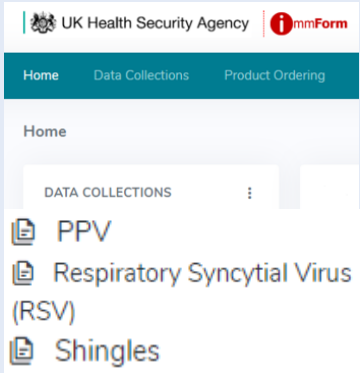 UK Health Security Agency immForm
Home Data Collections Product Ordering
Home
DATA COLLECTIONS
PPV
Respiratory Syncytial Virus
(RSV)
Shingles